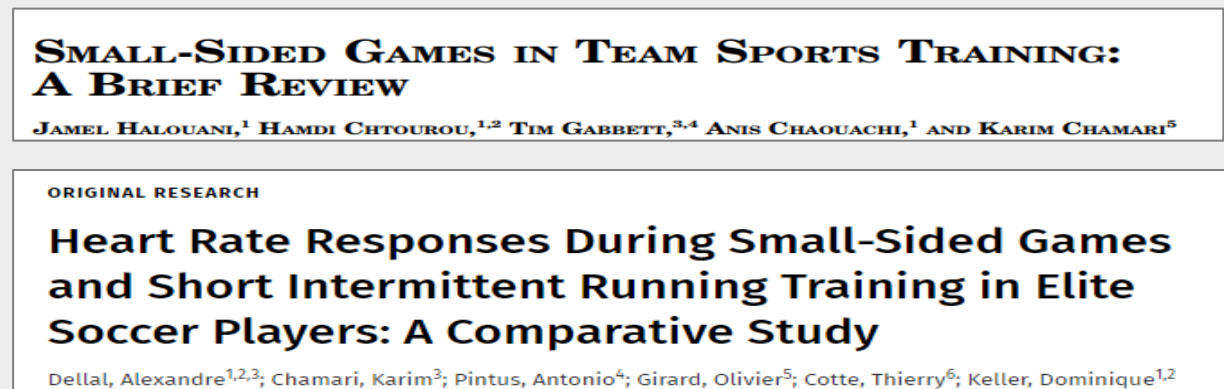 SMALL-SIDED GAMES IN TEAM SPORTS TRAINING:
A BRIEF REVIEW
JAMEL HALOUANI,¹ HAMDI CHTOUROU,¹,² TIM GABBETT,³,⁴ ANIS CHAOUACHI,¹ AND KARIM CHAMARI⁵
ORIGINAL RESEARCH
Heart Rate Responses During Small-Sided Games
and Short Intermittent Running Training in Elite
Soccer Players: A Comparative Study
Dellal, Alexandre¹,²,³; Chamari, Karim³; Pintus, Antonio⁴; Girard, Olivier⁵; Cotte, Thierry⁶; Keller, Dominique¹,²